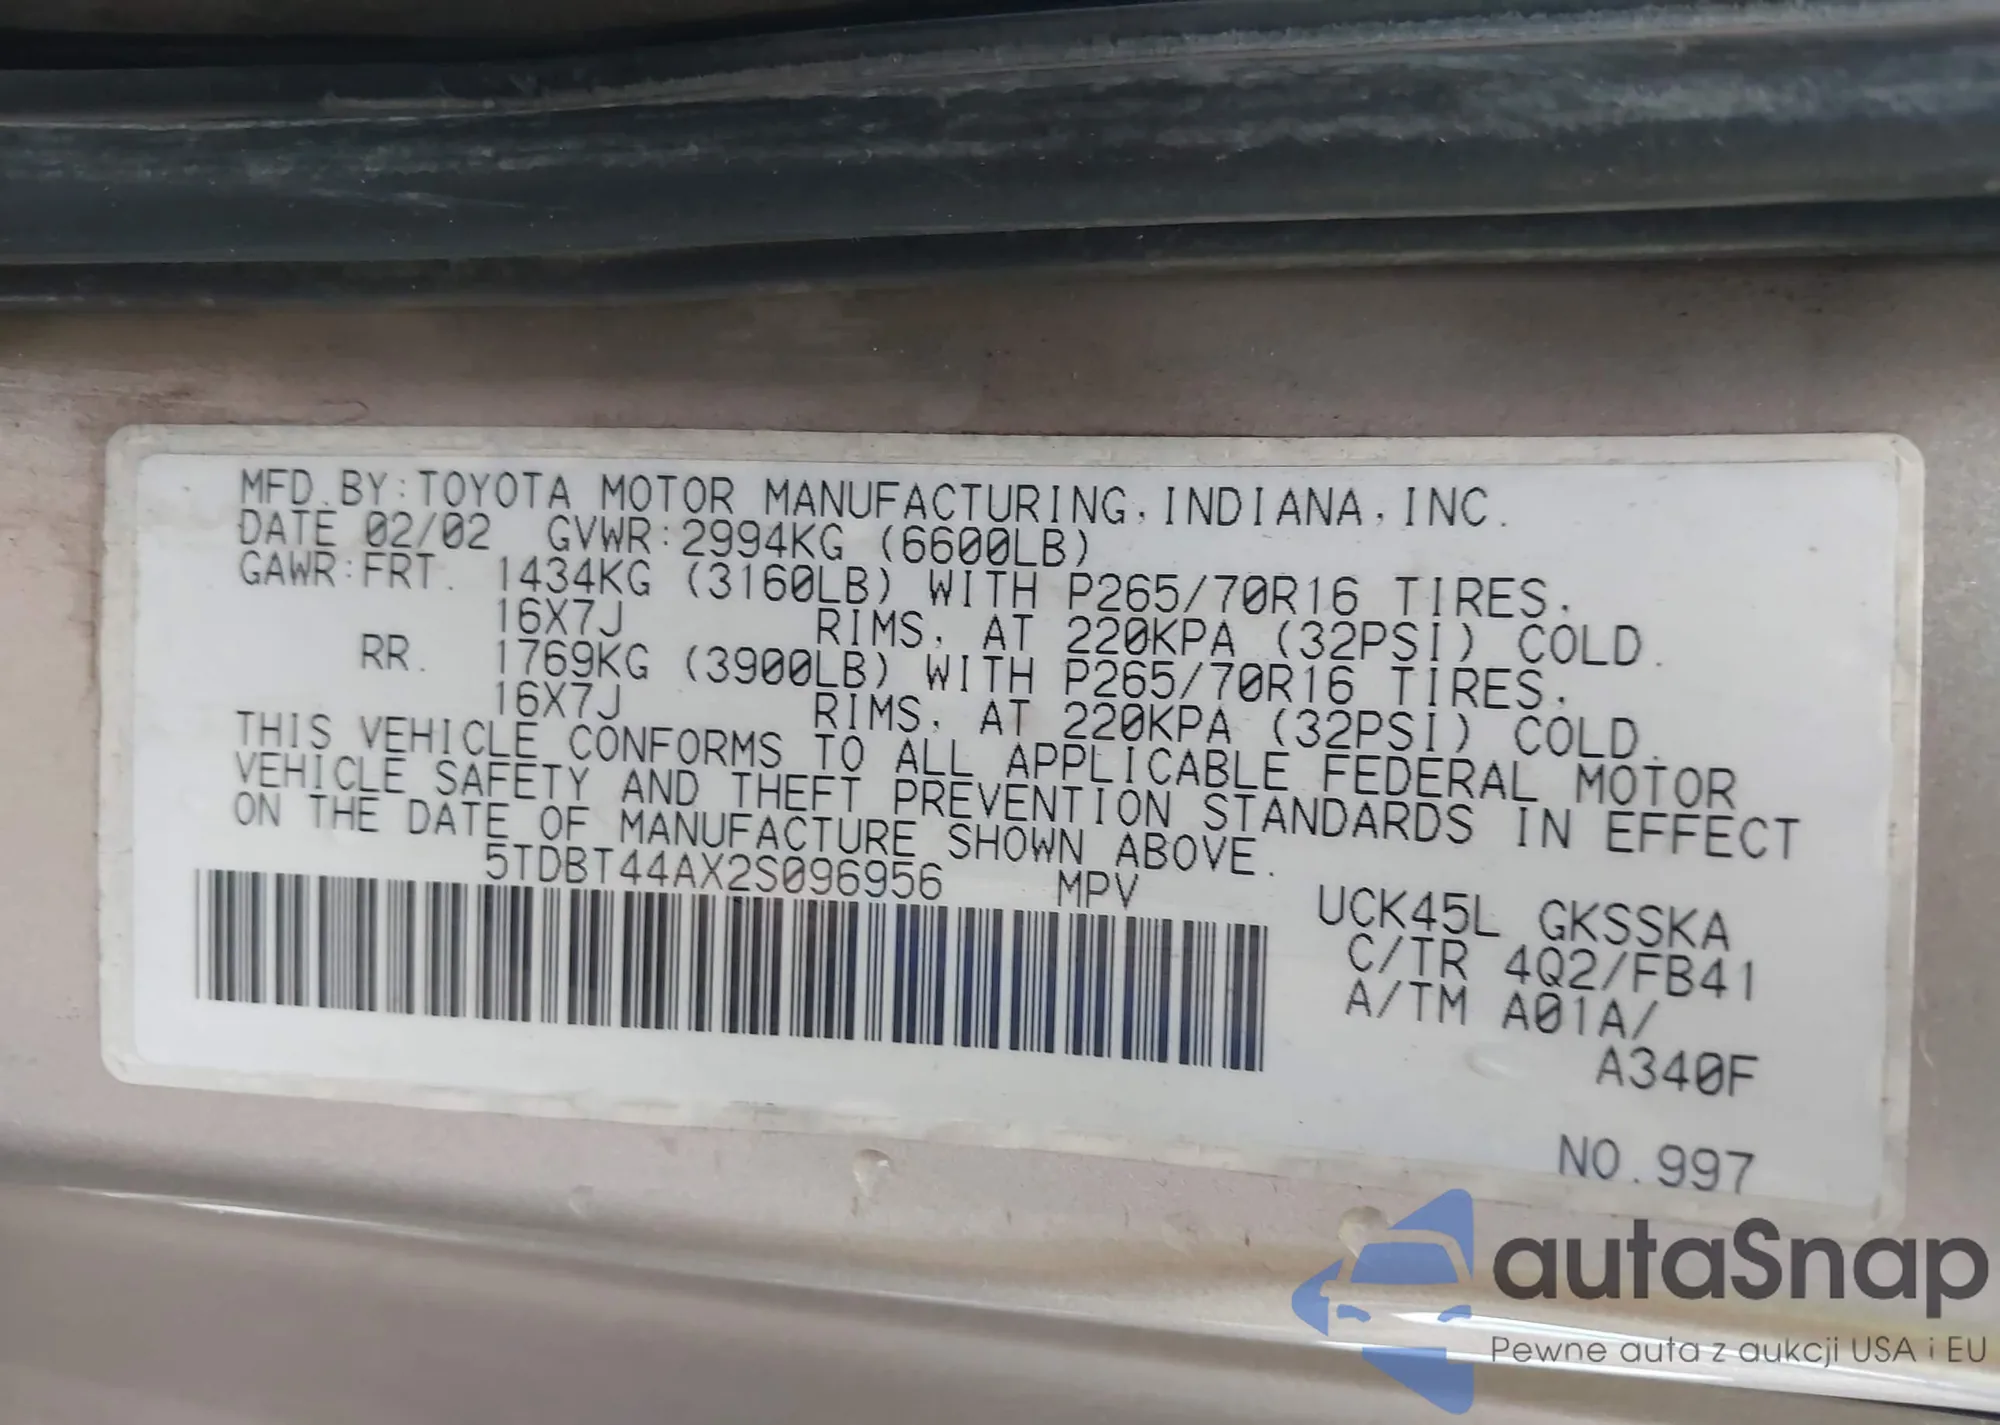 MFD.BY:TOYOTA MOTOR MANUFACTURING, INDIANA, INC.
DATE 02/02 GVWR:2994KG (6600LB)
GAWR:FRT. 1434KG (3160LB) WITH P265/70R16 TIRES,
16X7J RIMS, AT 220KPA (32PSI) COLD.
RR. 1769KG (3900LB) WITH P265/70R16 TIRES,
16X7J RIMS, AT 220KPA (32PSI) COLD.
THIS VEHICLE CONFORMS TO ALL APPLICABLE FEDERAL MOTOR
VEHICLE SAFETY AND THEFT PREVENTION STANDARDS IN EFFECT
ON THE DATE OF MANUFACTURE SHOWN ABOVE.
5TDBT44AX2S096956 MPV
UCK45L GKSSKA
C/TR 4Q2/FB41
A/TM A01A/
A340F
NO.997
autaSnap
Pewne auta z aukcji USA i EU